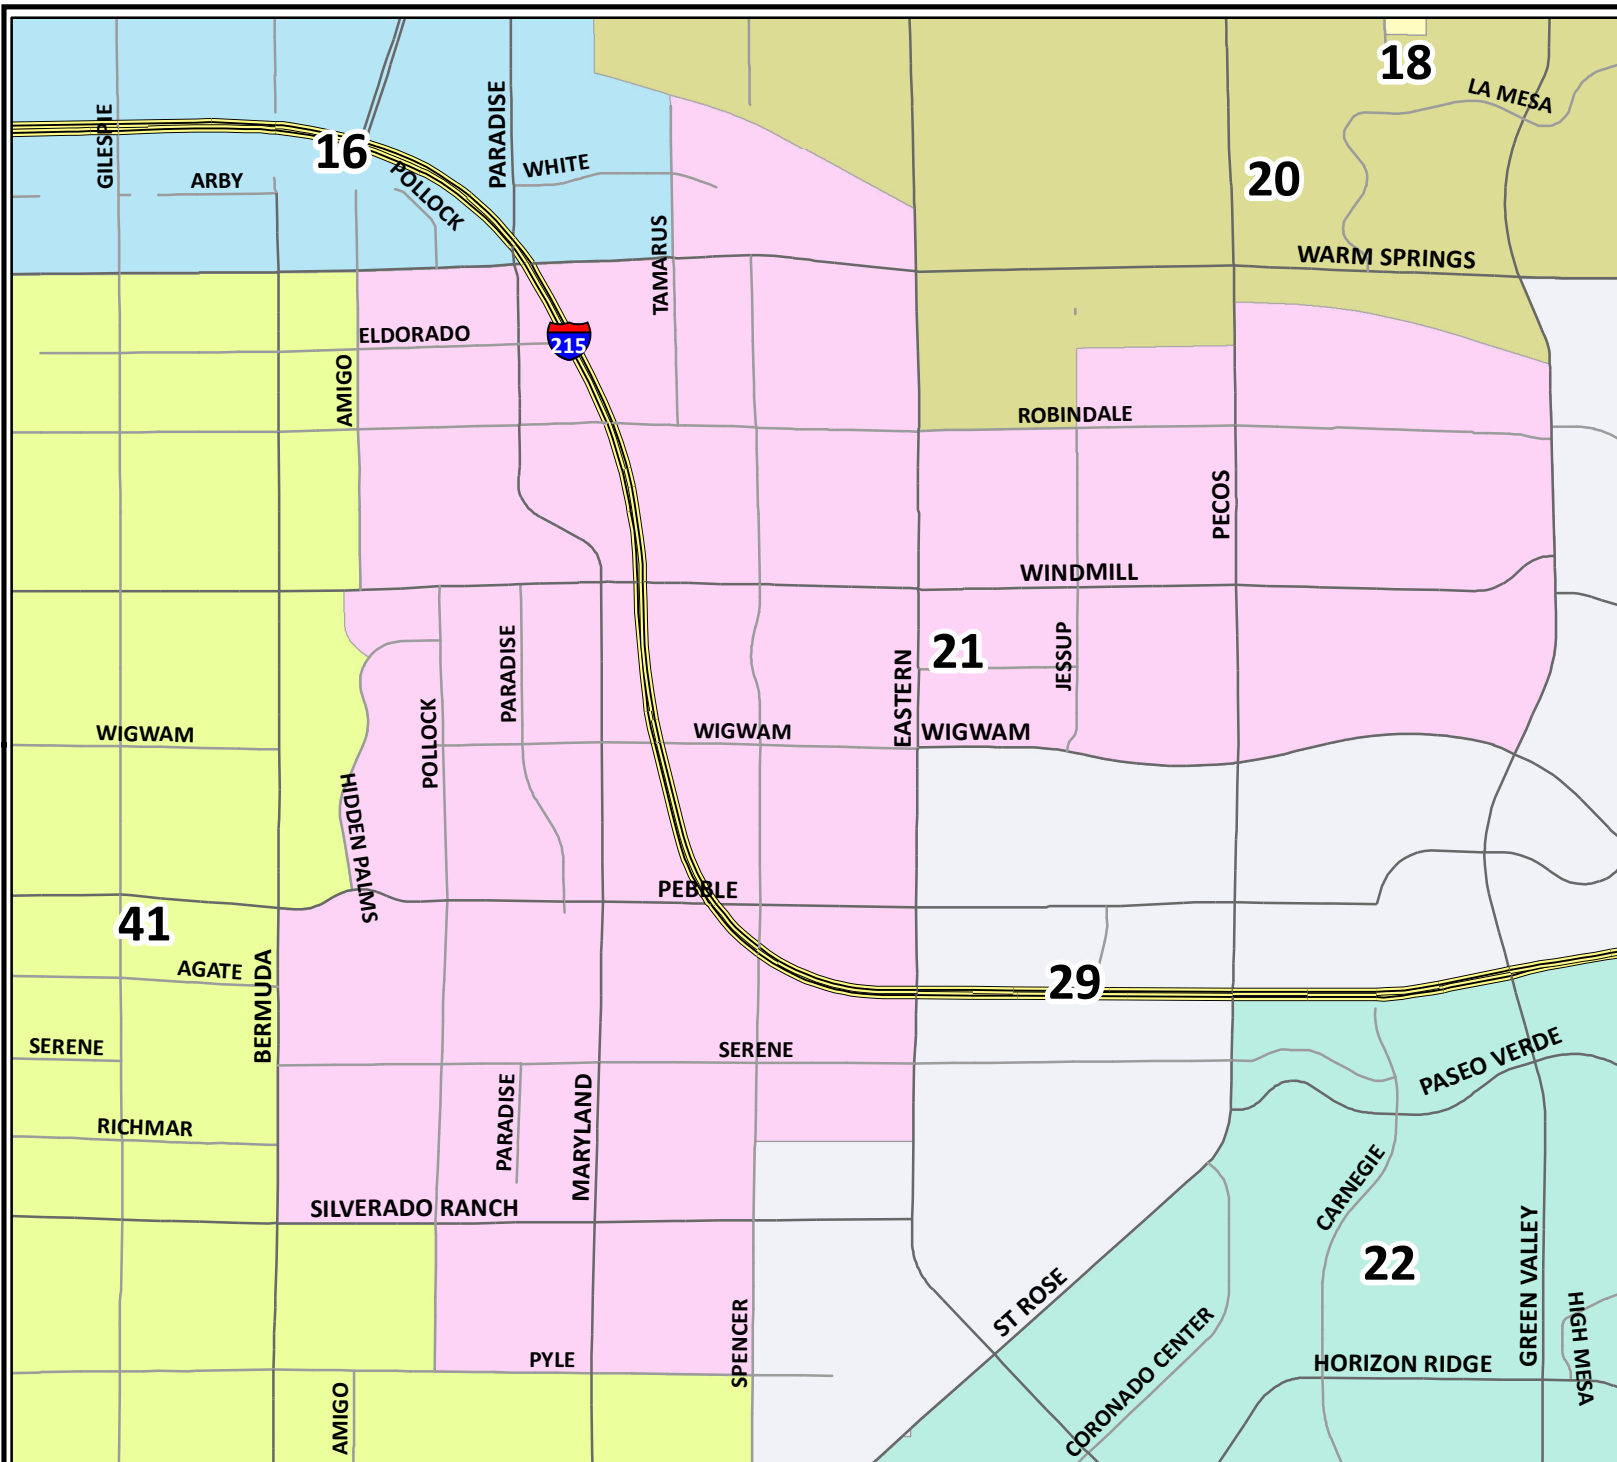 18
LA MESA
GILESPIE
PARADISE
16
WHITE
POLLOCK
ARBY
20
TAMARUS
WARM SPRINGS
ELDORADO
215
AMIGO
ROBINDALE
PECOS
WINDMILL
PARADISE
21
JESSUP
EASTERN
POLLOCK
WIGWAM
WIGWAM
WIGWAM
HIDDEN PALMS
PEBBLE
41
AGATE
BERMUDA
29
SERENE
SERENE
PASEO VERDE
PARADISE
MARYLAND
RICHMAR
CARNEGIE
SILVERADO RANCH
22
GREEN VALLEY
ST ROSE
SPENCER
CORONADO CENTER
HIGH MESA
PYLE
HORIZON RIDGE
AMIGO